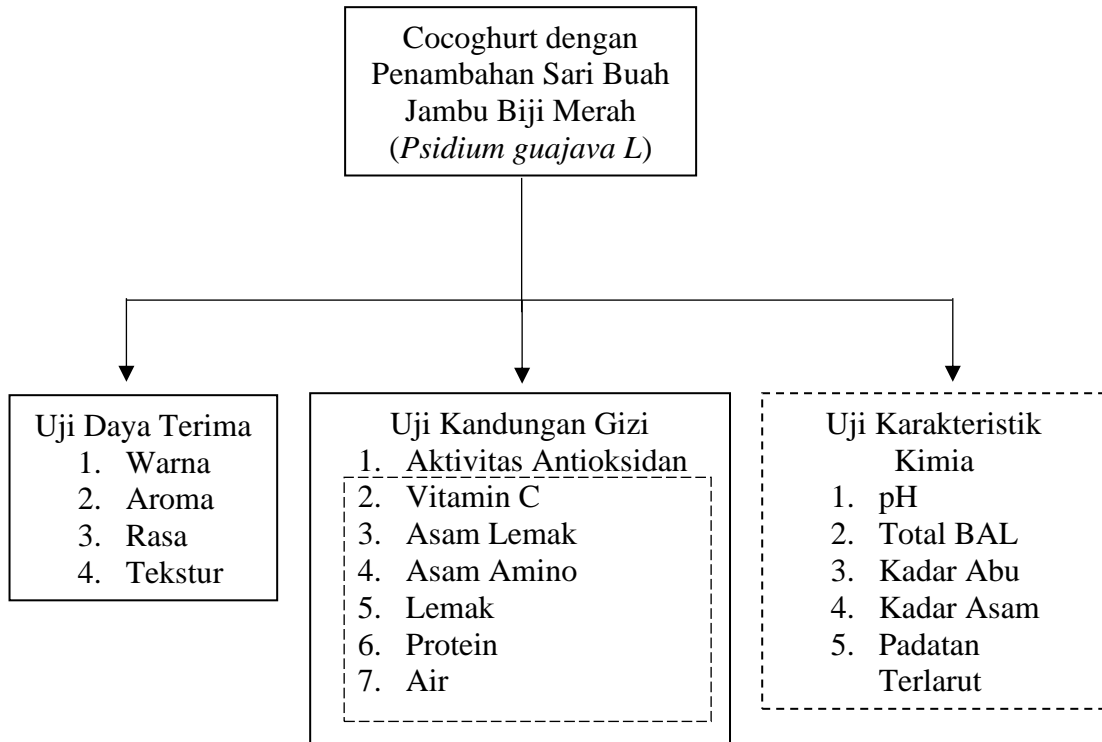 Cocoghurt dengan
Penambahan Sari Buah
Jambu Biji Merah
(Psidium guajava L)
Uji Daya Terima
1. Warna
2. Aroma
3. Rasa
4. Tekstur
Uji Kandungan Gizi
1. Aktivitas Antioksidan
2. Vitamin C
3. Asam Lemak
4. Asam Amino
5. Lemak
6. Protein
7. Air
Uji Karakteristik
Kimia
1. pH
2. Total BAL
3. Kadar Abu
4. Kadar Asam
5. Padatan
Terlarut